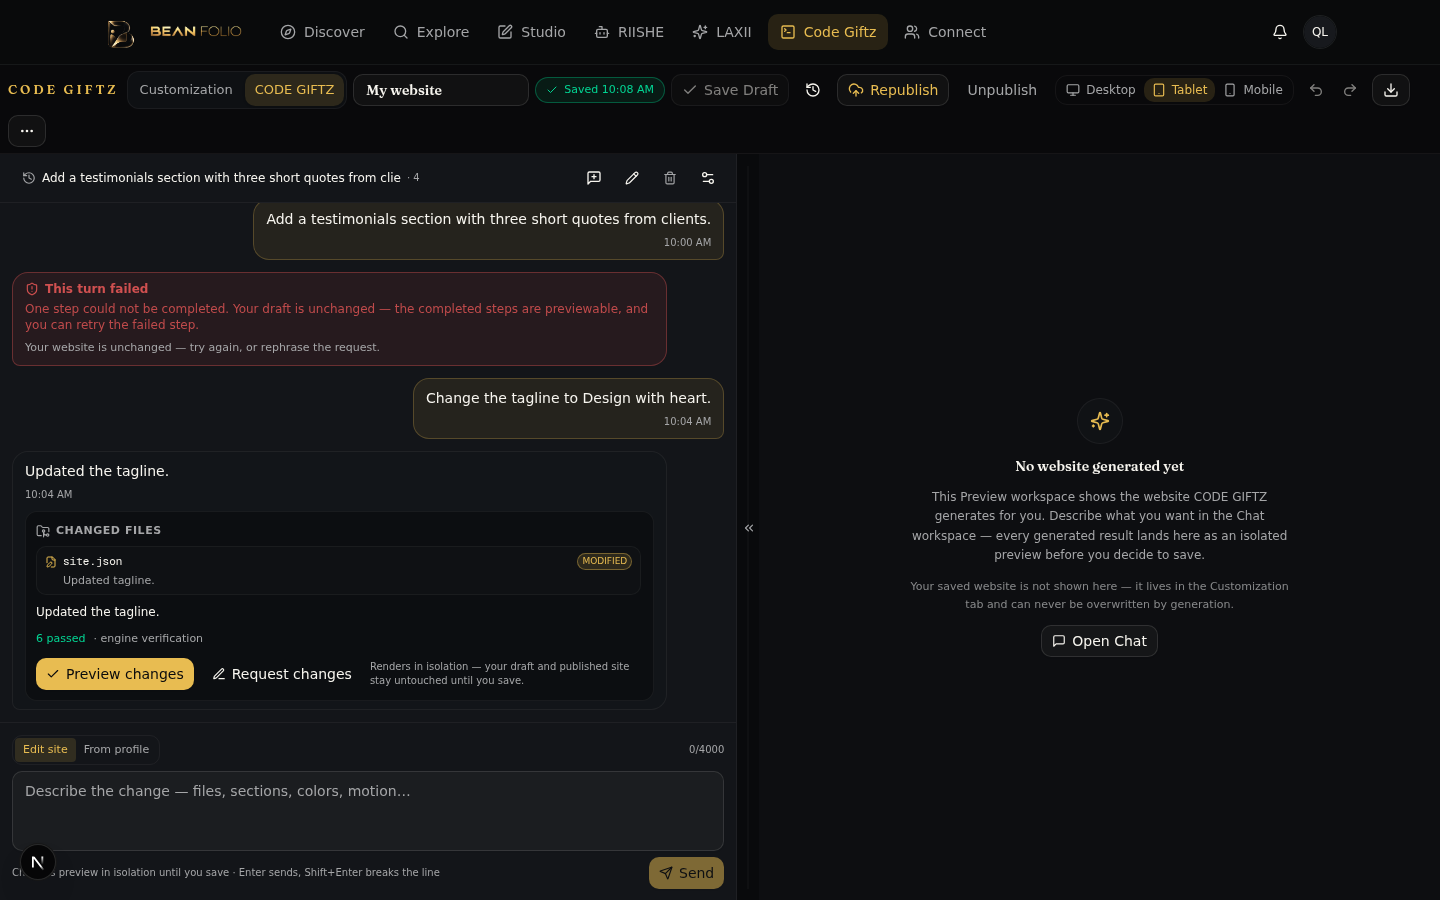 BEAN FOLIO
Discover
Explore
Studio
RIISHE
LAXII
Code Giftz
Connect
QL
CODE GIFTZ
Customization
CODE GIFTZ
My website
Saved 10:08 AM
Save Draft
Republish
Unpublish
Desktop
Tablet
Mobile
Add a testimonials section with three short quotes from clie · 4
Add a testimonials section with three short quotes from clients.
10:00 AM
This turn failed
One step could not be completed. Your draft is unchanged — the completed steps are previewable, and
you can retry the failed step.
Your website is unchanged — try again, or rephrase the request.
Change the tagline to Design with heart.
10:04 AM
Updated the tagline.
10:04 AM
CHANGED FILES
site.json
MODIFIED
Updated tagline.
Updated the tagline.
6 passed · engine verification
Preview changes
Request changes
Renders in isolation — your draft and published site
stay untouched until you save.
Edit site
From profile
0/4000
Describe the change — files, sections, colors, motion…
preview in isolation until you save · Enter sends, Shift+Enter breaks the line
N
Send
No website generated yet
This Preview workspace shows the website CODE GIFTZ
generates for you. Describe what you want in the Chat
workspace — every generated result lands here as an isolated
preview before you decide to save.
Your saved website is not shown here — it lives in the Customization
tab and can never be overwritten by generation.
Open Chat